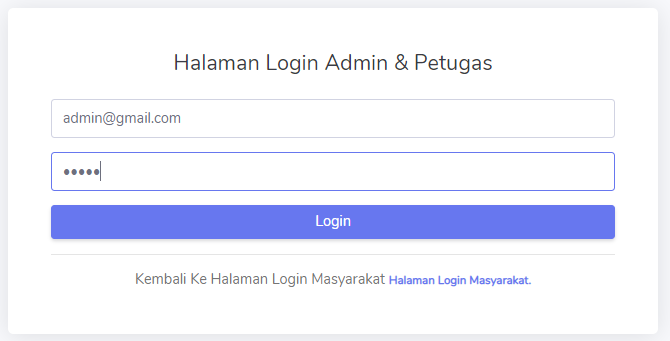 Halaman Login Admin & Petugas
admin@gmail.com
•••••
Login
Kembali Ke Halaman Login Masyarakat Halaman Login Masyarakat.